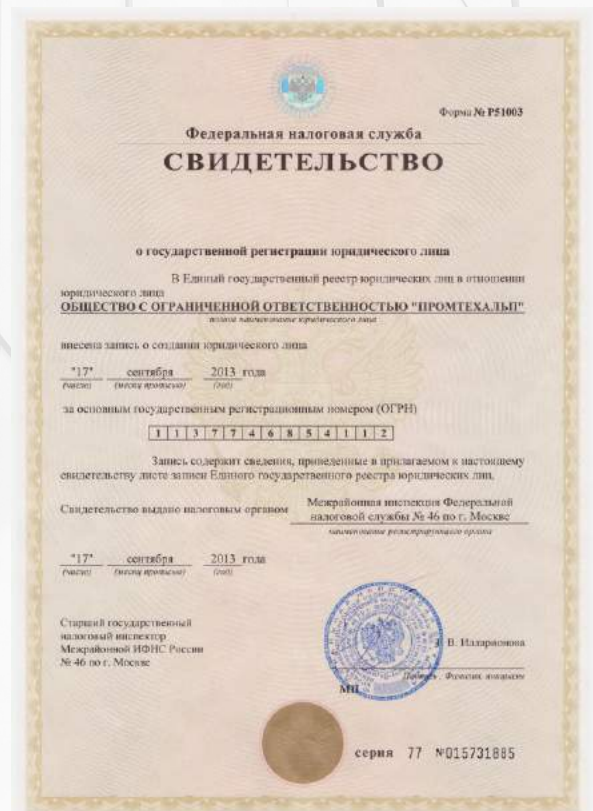 Форма № Р51003
Федеральная налоговая служба
СВИДЕТЕЛЬСТВО
о государственной регистрации юридического лица
В Единый государственный реестр юридических лиц в отношении
юридического лица
ОБЩЕСТВО С ОГРАНИЧЕННОЙ ОТВЕТСТВЕННОСТЬЮ "ПРОМТЕХАЛЬП"
полное наименование юридического лица
внесена запись о создании юридического лица
"17" сентября 2013 года
(число) (месяц прописью) (год)
за основным государственным регистрационным номером (ОГРН)
1 1 3 7 7 4 6 8 5 4 1 1 2
Запись содержит сведения, приведенные в прилагаемом к настоящему
свидетельству листе записи Единого государственного реестра юридических лиц.
Свидетельство выдано налоговым органом
Межрайонная инспекция Федеральной
налоговой службы № 46 по г. Москве
наименование регистрирующего органа
"17" сентября 2013 года
(число) (месяц прописью) (год)
Старший государственный
налоговый инспектор
Межрайонной ИФНС России
№ 46 по г. Москве
В. Илларионова
Подпись, Фамилия, инициалы
МП
серия 77 №015731885